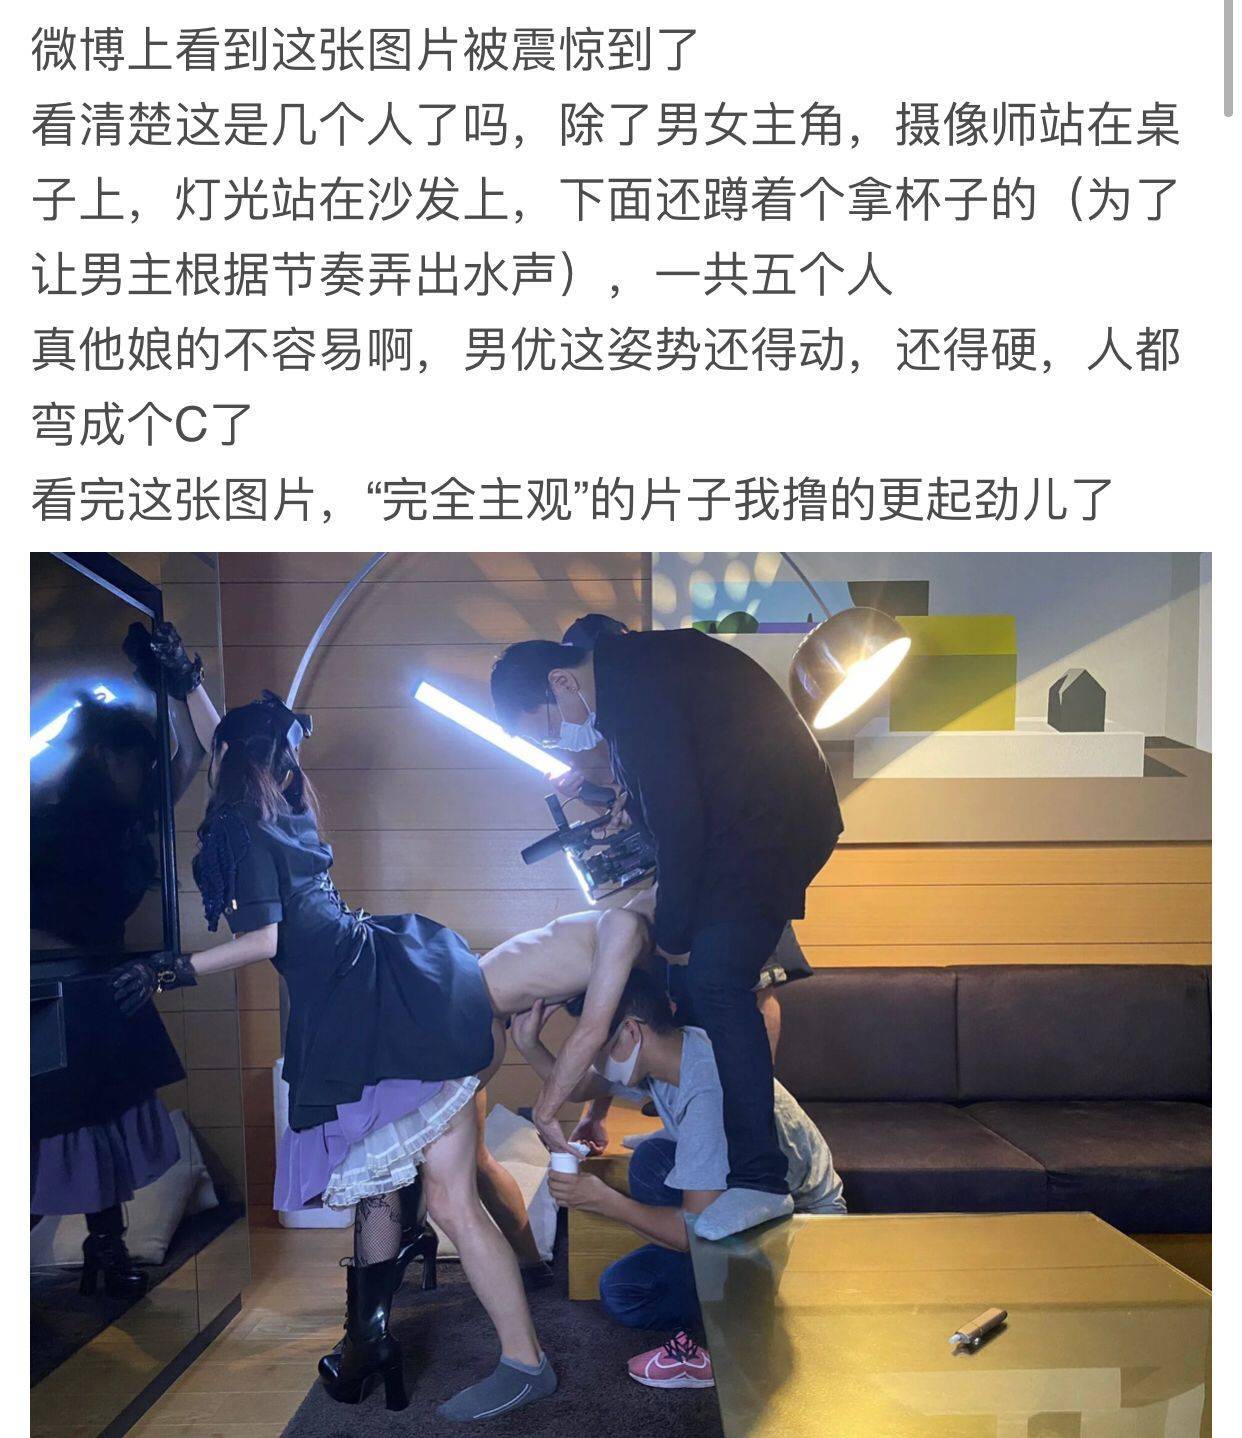 微博上看到这张图片被震惊到了
看清楚这是几个人了吗，除了男女主角，摄像师站在桌
子上，灯光站在沙发上，下面还蹲着个拿杯子的（为了
让男主根据节奏弄出水声），一共五个人
真他娘的不容易啊，男优这姿势还得动，还得硬，人都
弯成个C了
看完这张图片，“完全主观”的片子我撸的更起劲儿了